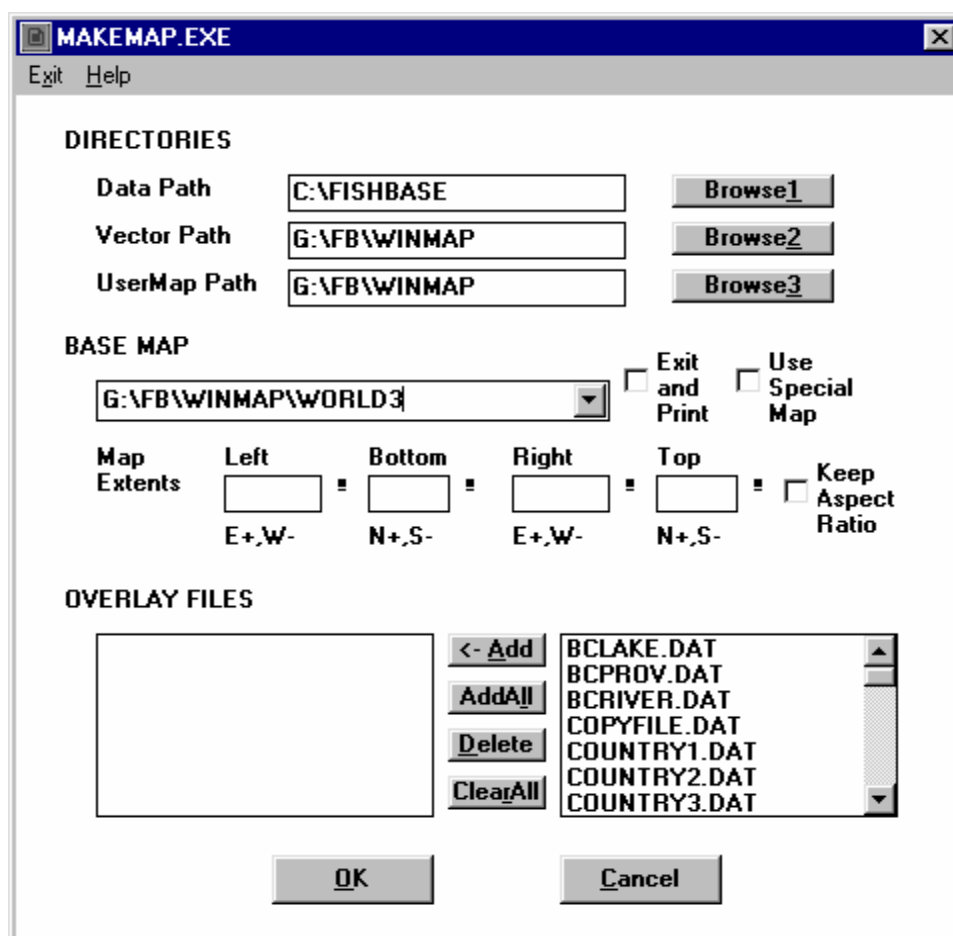 MAKEMAP.EXE
Exit Help
DIRECTORIES
Data Path C:\FISHBASE Browse1
Vector Path G:\FB\WINMAP Browse2
UserMap Path G:\FB\WINMAP Browse3
BASE MAP
G:\FB\WINMAP\WORLD3
Exit and Print
Use Special Map
Map Extents
Left Bottom Right Top
E+,W- N+,S- E+,W- N+,S-
Keep Aspect Ratio
OVERLAY FILES
<- Add
AddAll
Delete
ClearAll
BCLAKE.DAT
BCPROV.DAT
BCRIVER.DAT
COPYFILE.DAT
COUNTRY1.DAT
COUNTRY2.DAT
COUNTRY3.DAT
OK Cancel